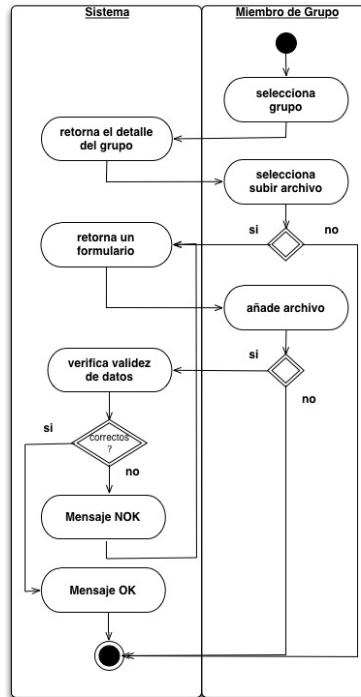 Sistema
Miembro de Grupo
selecciona
grupo
retorna el detalle
del grupo
selecciona
subir archivo
si
no
retorna un
formulario
añade archivo
si
verifica validez
de datos
no
si
correctos
?
no
Mensaje NOK
Mensaje OK